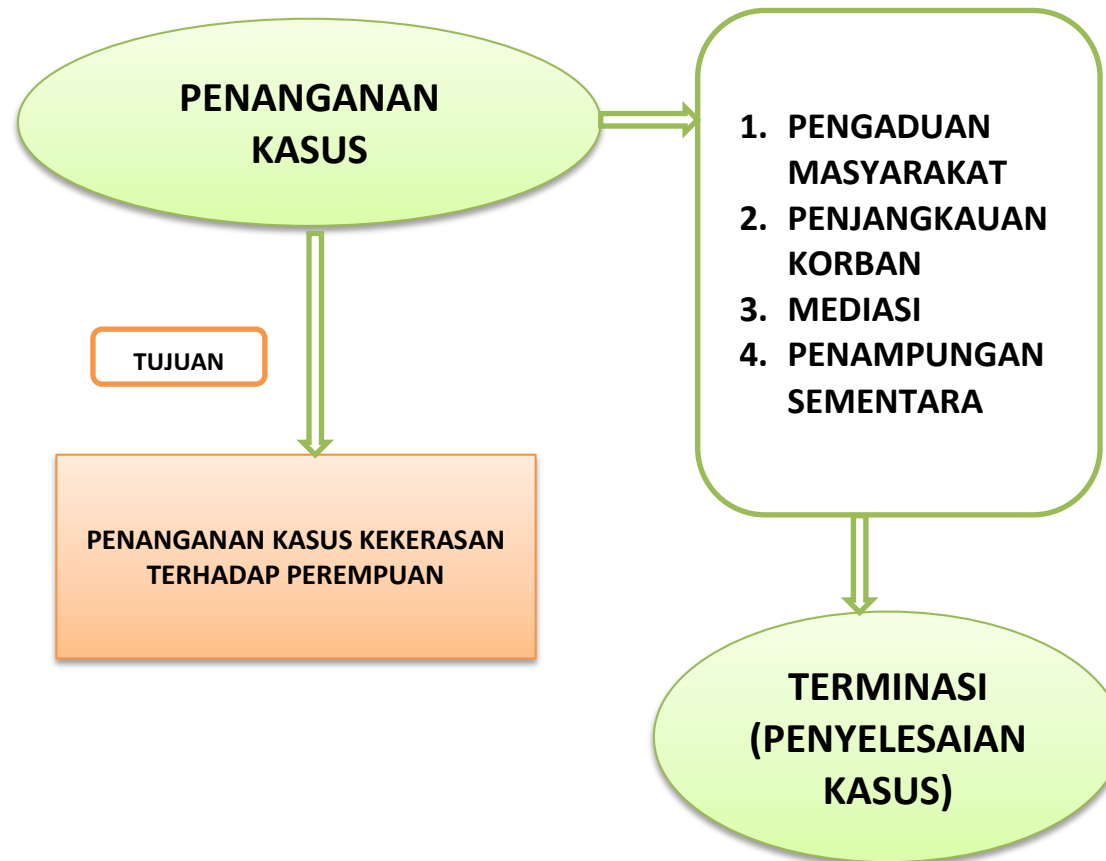 PENANGAN
KASUS
1. PENGADUAN
MASYARAKAT
2. PENJANGKAUAN
KORBAN
3. MEDIASI
4. PENAMPUNGAN
SEMENTARA
TUJUAN
PENANGANAN KASUS KEKERASAN
TERHADAP PEREMPUAN
TERMINASI
(PENYELESAIAN
KASUS)